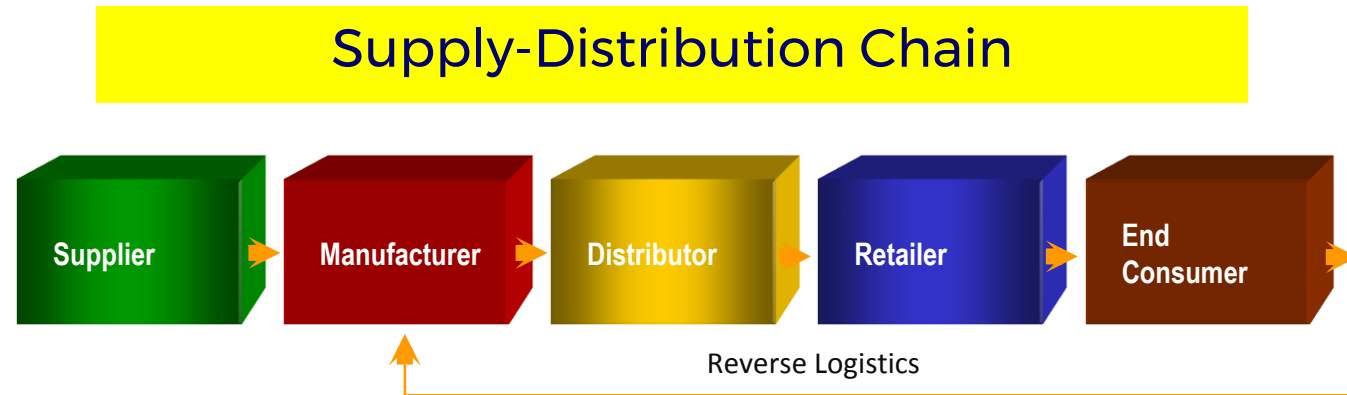 Supply-Distribution Chain
Supplier
Manufacturer
Distributor
Retailer
End
Consumer
Reverse Logistics